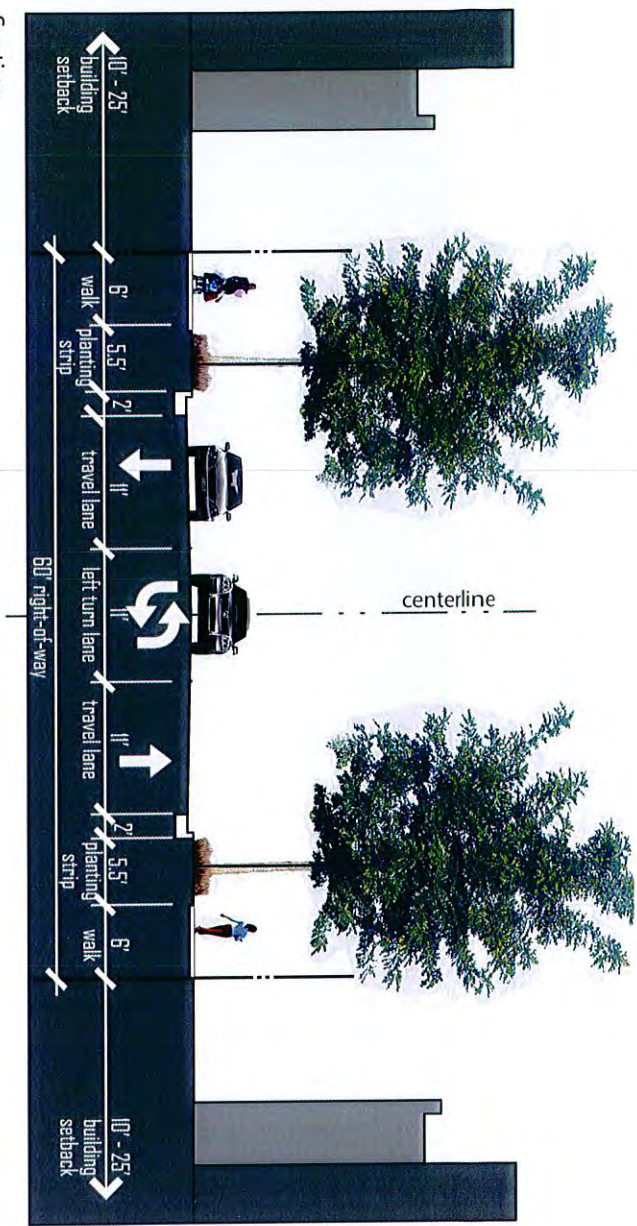 centerline
10' - 25'
building
setback
6'
walk
5.5'
planting
strip
2'
11'
travel lane
11'
left turn lane
11'
travel lane
2'
5.5'
planting
strip
6'
walk
10' - 25'
building
setback
60' right-of-way